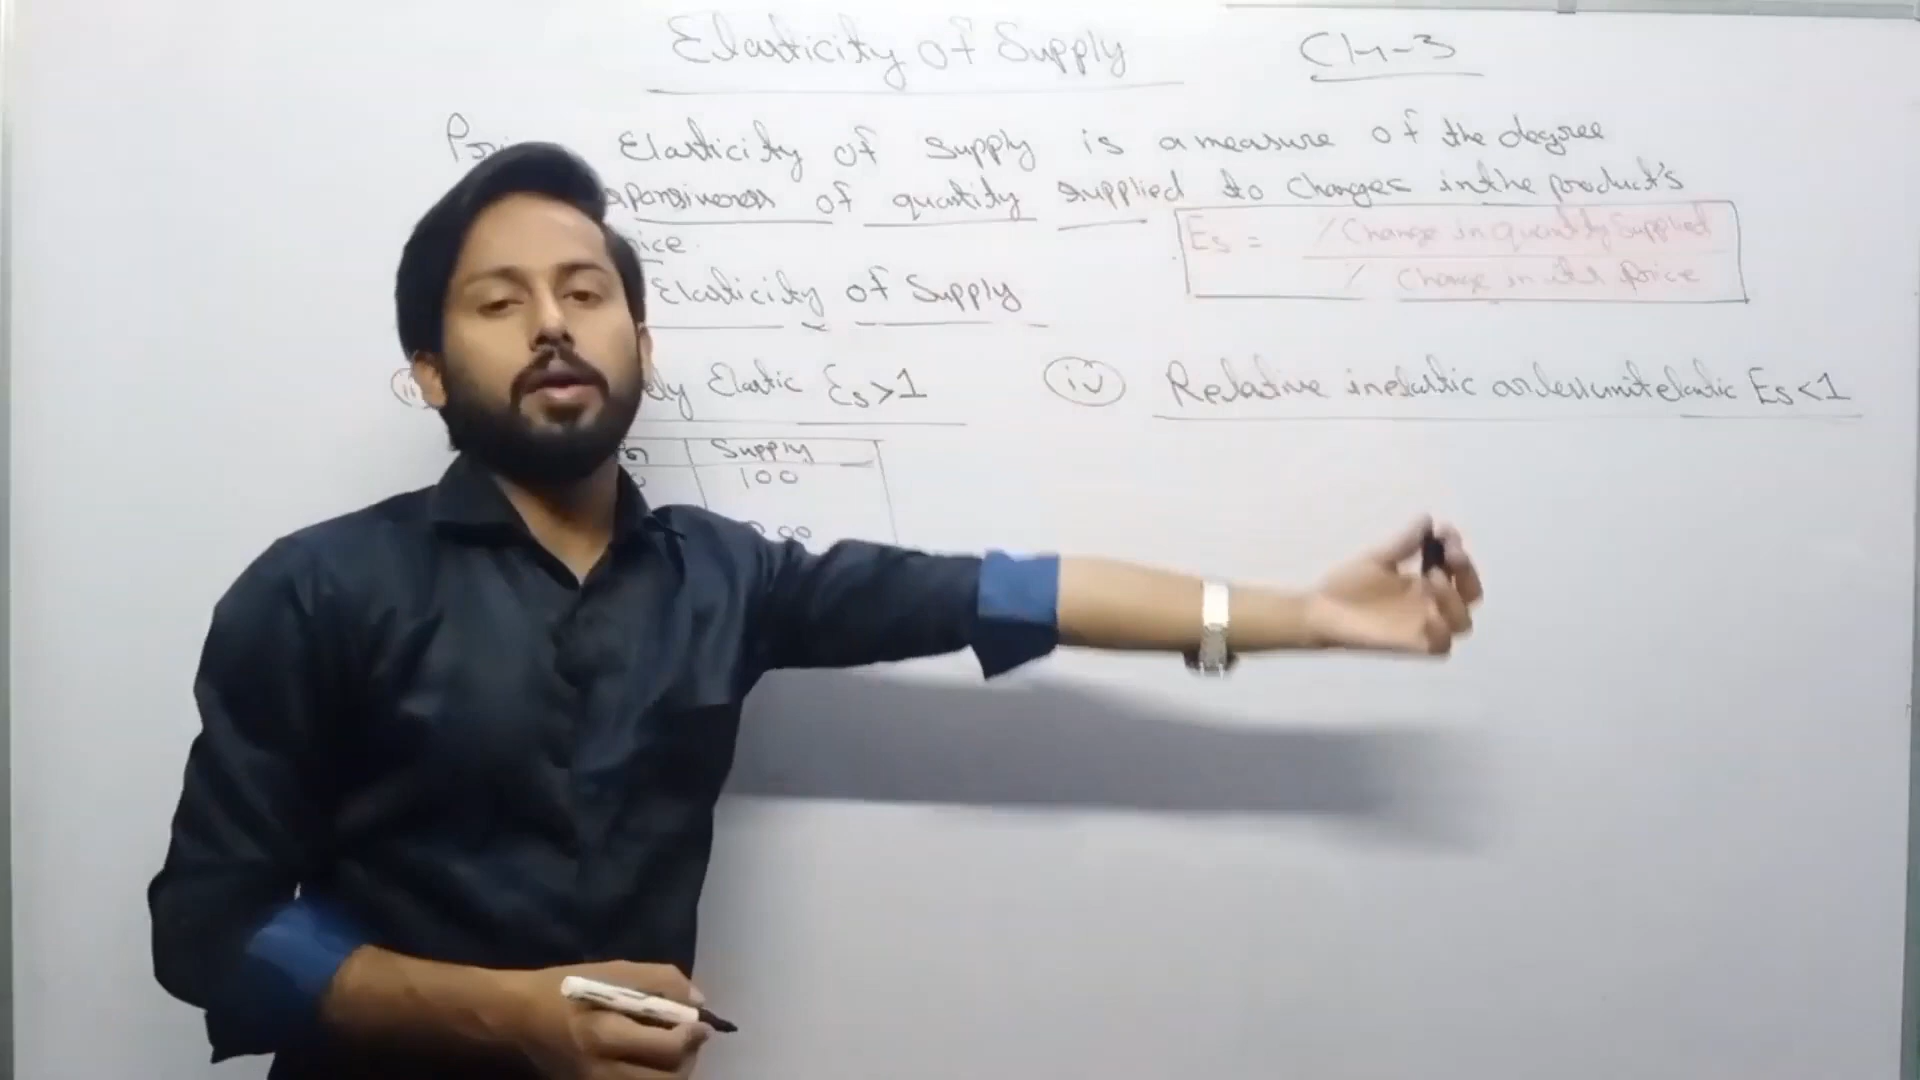 Elasticity of Supply
CH-3
Elasticity of supply is a measure of the degree
of quantity supplied to changes in the product's
Es = % Change in quantity Supplied
% Change in its price
Elasticity of Supply
Elastic Es>1
iv Relative inelastic or less unit elastic Es<1
Supply
100